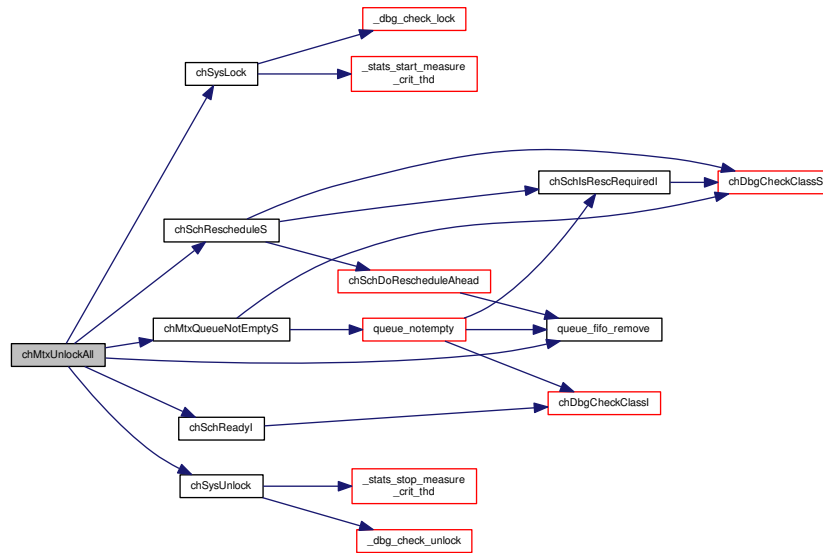 _dbg_check_lock
chSysLock
_stats_start_measure
_crit_thd
chSchIsRescRequiredI
chDbgCheckClassS
chSchRescheduleS
chSchDoRescheduleAhead
chMtxQueueNotEmptyS
queue_notempty
queue_fifo_remove
chMtxUnlockAll
chDbgCheckClassI
chSchReadyI
chSysUnlock
_stats_stop_measure
_crit_thd
_dbg_check_unlock